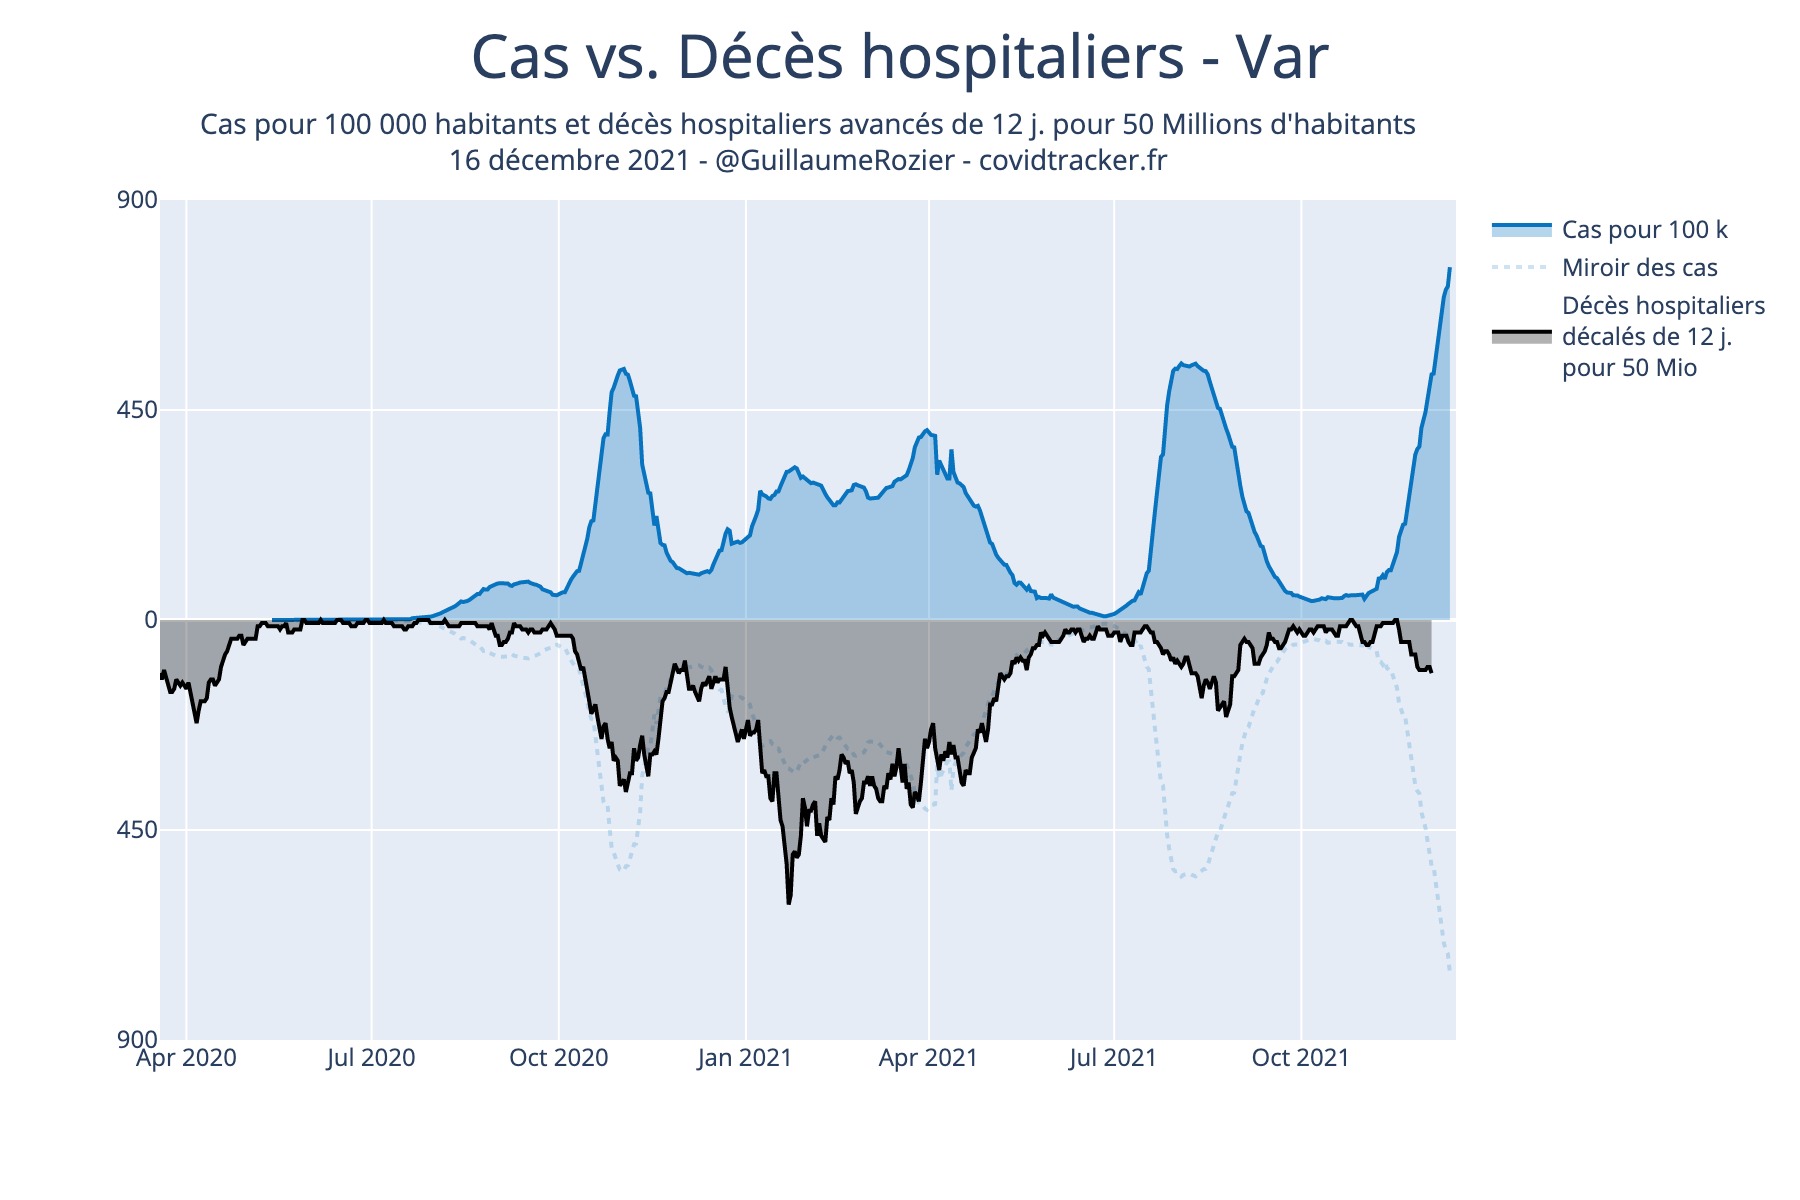 Cas vs. Décès hospitaliers - Var
Cas pour 100 000 habitants et décès hospitaliers avancés de 12 j. pour 50 Millions d'habitants
16 décembre 2021 - @GuillaumeRozier - covidtracker.fr
900
450
0
450
900
Apr 2020
Jul 2020
Oct 2020
Jan 2021
Apr 2021
Jul 2021
Oct 2021
Cas pour 100 k
Miroir des cas
Décès hospitaliers
décalés de 12 j.
pour 50 Mio